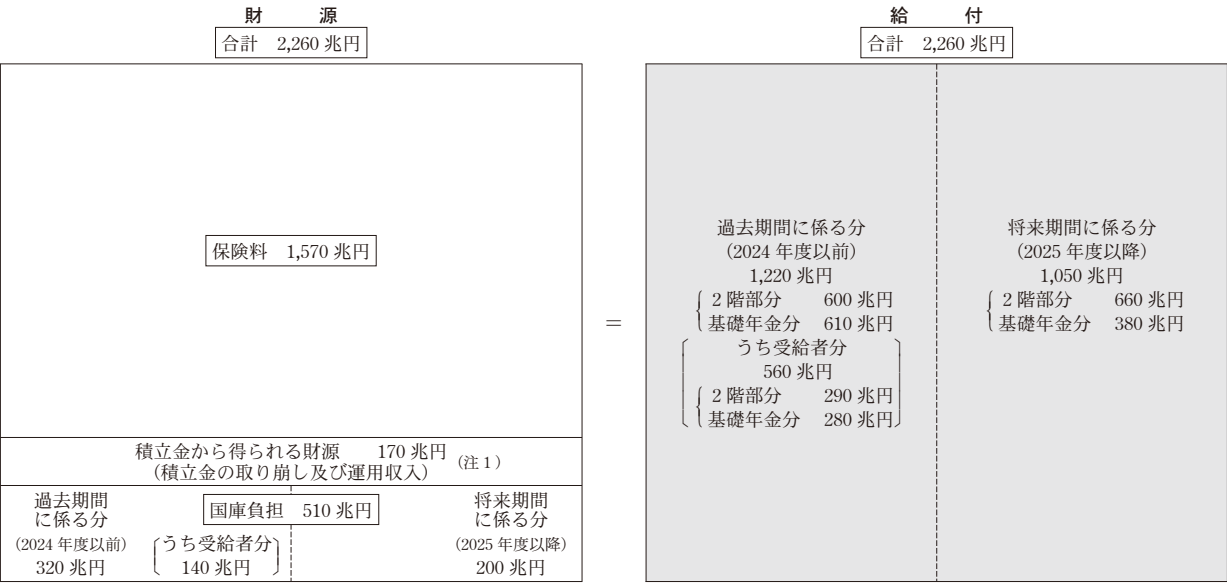 財　源
合計　2,260 兆円
保険料　1,570 兆円
積立金から得られる財源　170 兆円
(積立金の取り崩し及び運用収入)
(注 1 )
国庫負担　510 兆円
過去期間
に係る分
(2024 年度以前)
320 兆円
うち受給者分
140 兆円
将来期間
に係る分
(2025 年度以降)
200 兆円
＝
給　付
合計　2,260 兆円
過去期間に係る分
(2024 年度以前)
1,220 兆円
2 階部分　600 兆円
基礎年金分　610 兆円
うち受給者分
560 兆円
2 階部分　290 兆円
基礎年金分　280 兆円
将来期間に係る分
(2025 年度以降)
1,050 兆円
2 階部分　660 兆円
基礎年金分　380 兆円